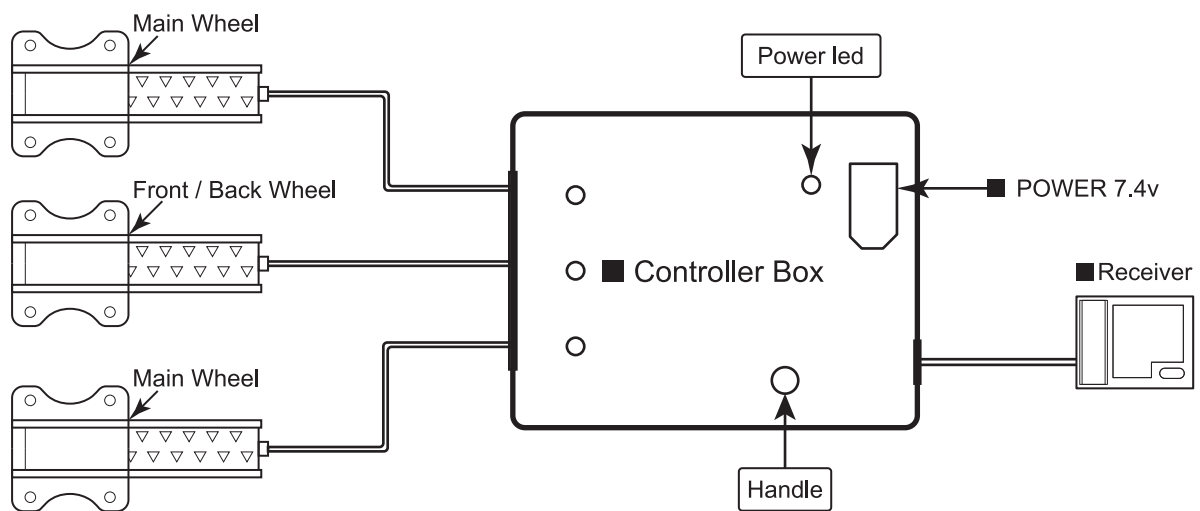 Main Wheel
Power led
Front / Back Wheel
■ POWER 7.4v
■ Controller Box
■ Receiver
Main Wheel
Handle